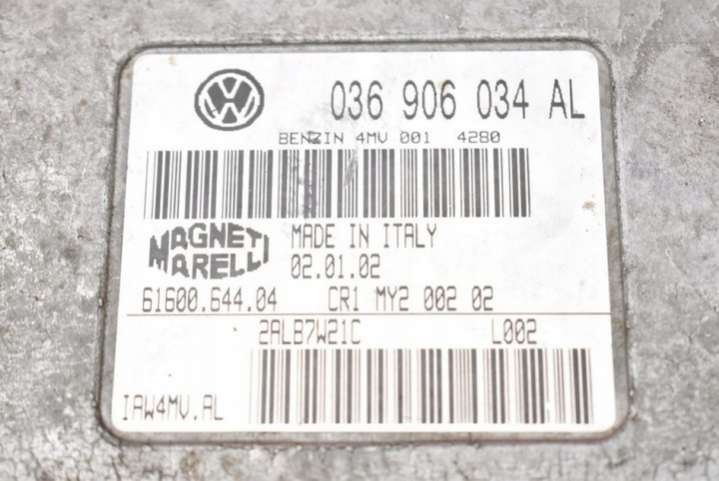 036 906 034 AL
BENZIN 4MV 001 4280
MAGNETI
MARELLI
MADE IN ITALY
02.01.02
61600.644.04 CR1 MY2 002 02
2ALB7W21C L002
IAW4MV.AL